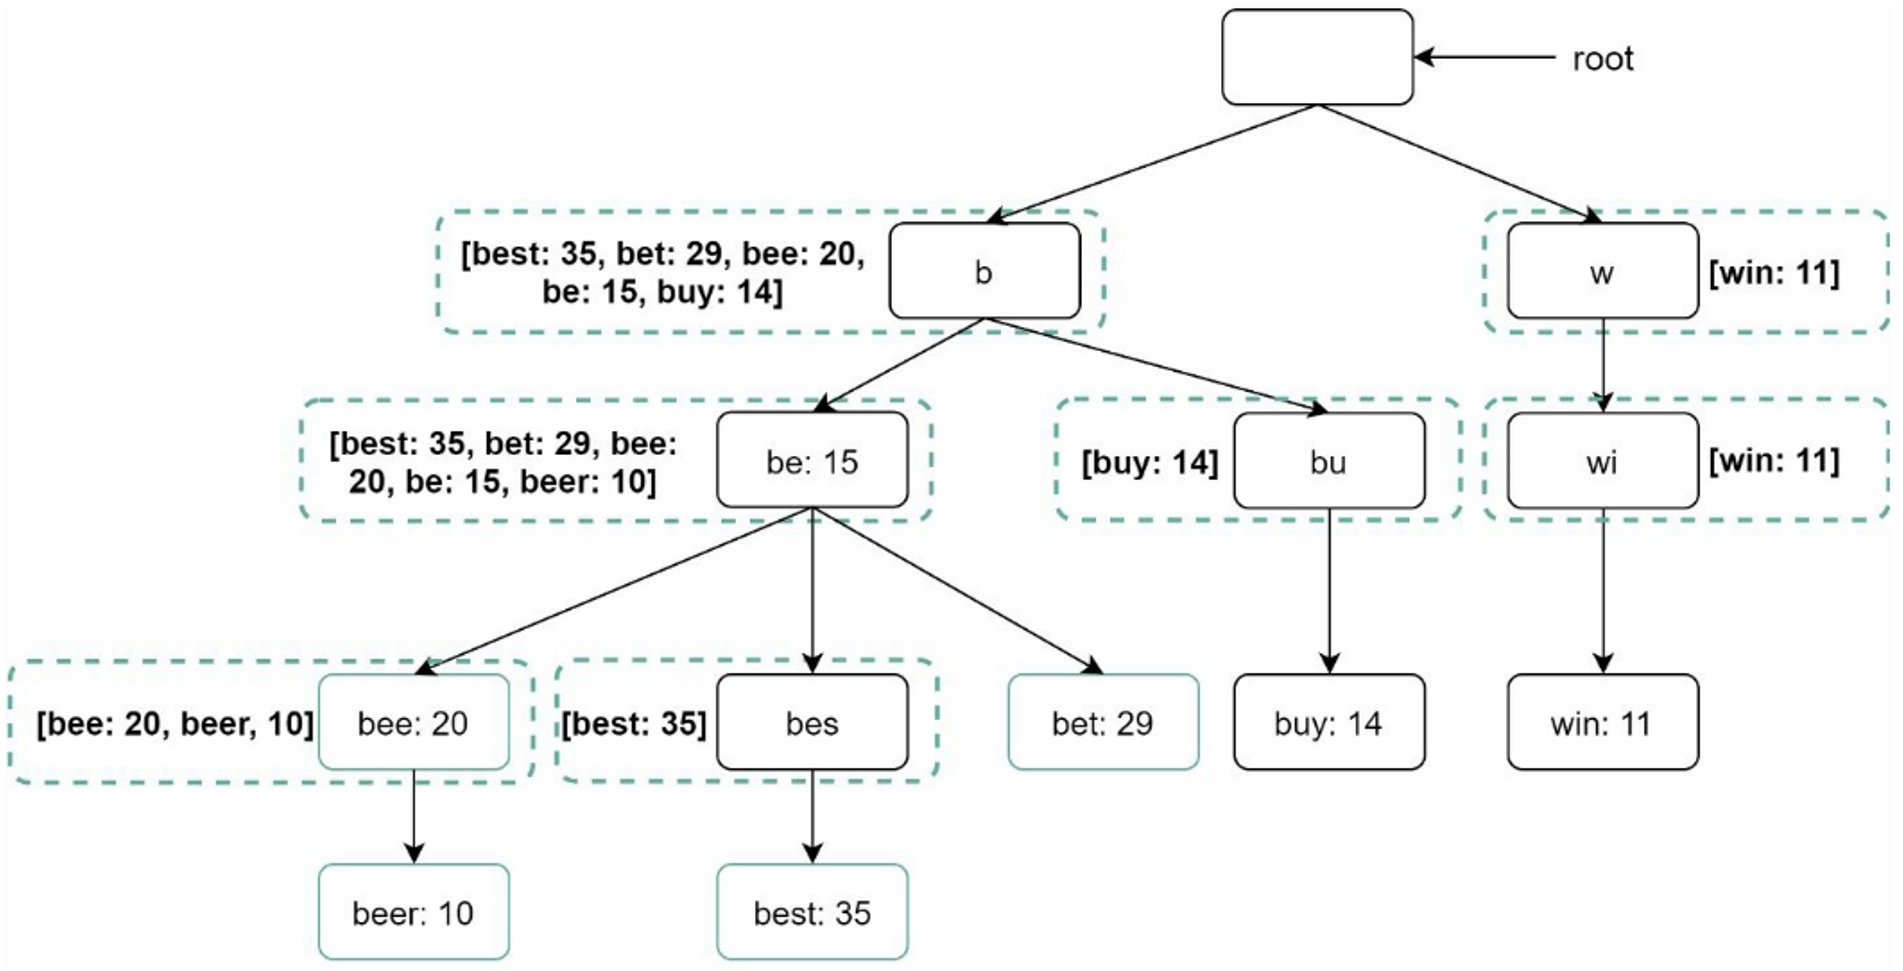 root
[best: 35, bet: 29, bee: 20,
be: 15, buy: 14]
b
w
[win: 11]
[best: 35, bet: 29, bee:
20, be: 15, beer: 10]
be: 15
[buy: 14]
bu
wi
[win: 11]
[bee: 20, beer, 10]
bee: 20
[best: 35]
bes
bet: 29
buy: 14
win: 11
beer: 10
best: 35